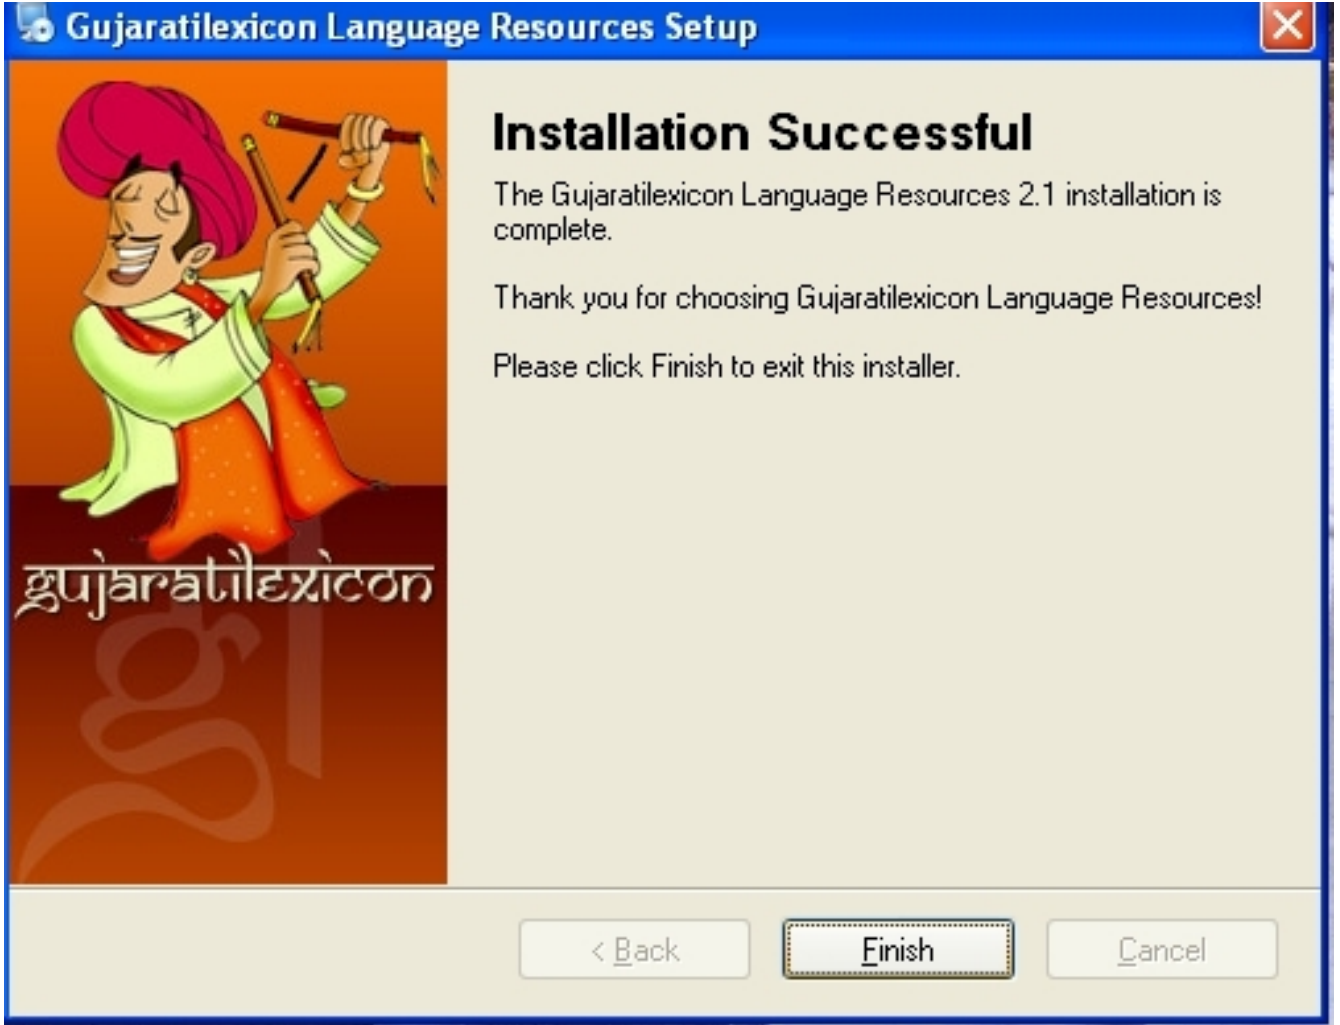 Gujaratilexicon Language Resources Setup
Installation Successful
The Gujaratilexicon Language Resources 2.1 installation is
complete.
Thank you for choosing Gujaratilexicon Language Resources!
Please click Finish to exit this installer.
gujaratilexicon
gl
< Back
Finish
Cancel